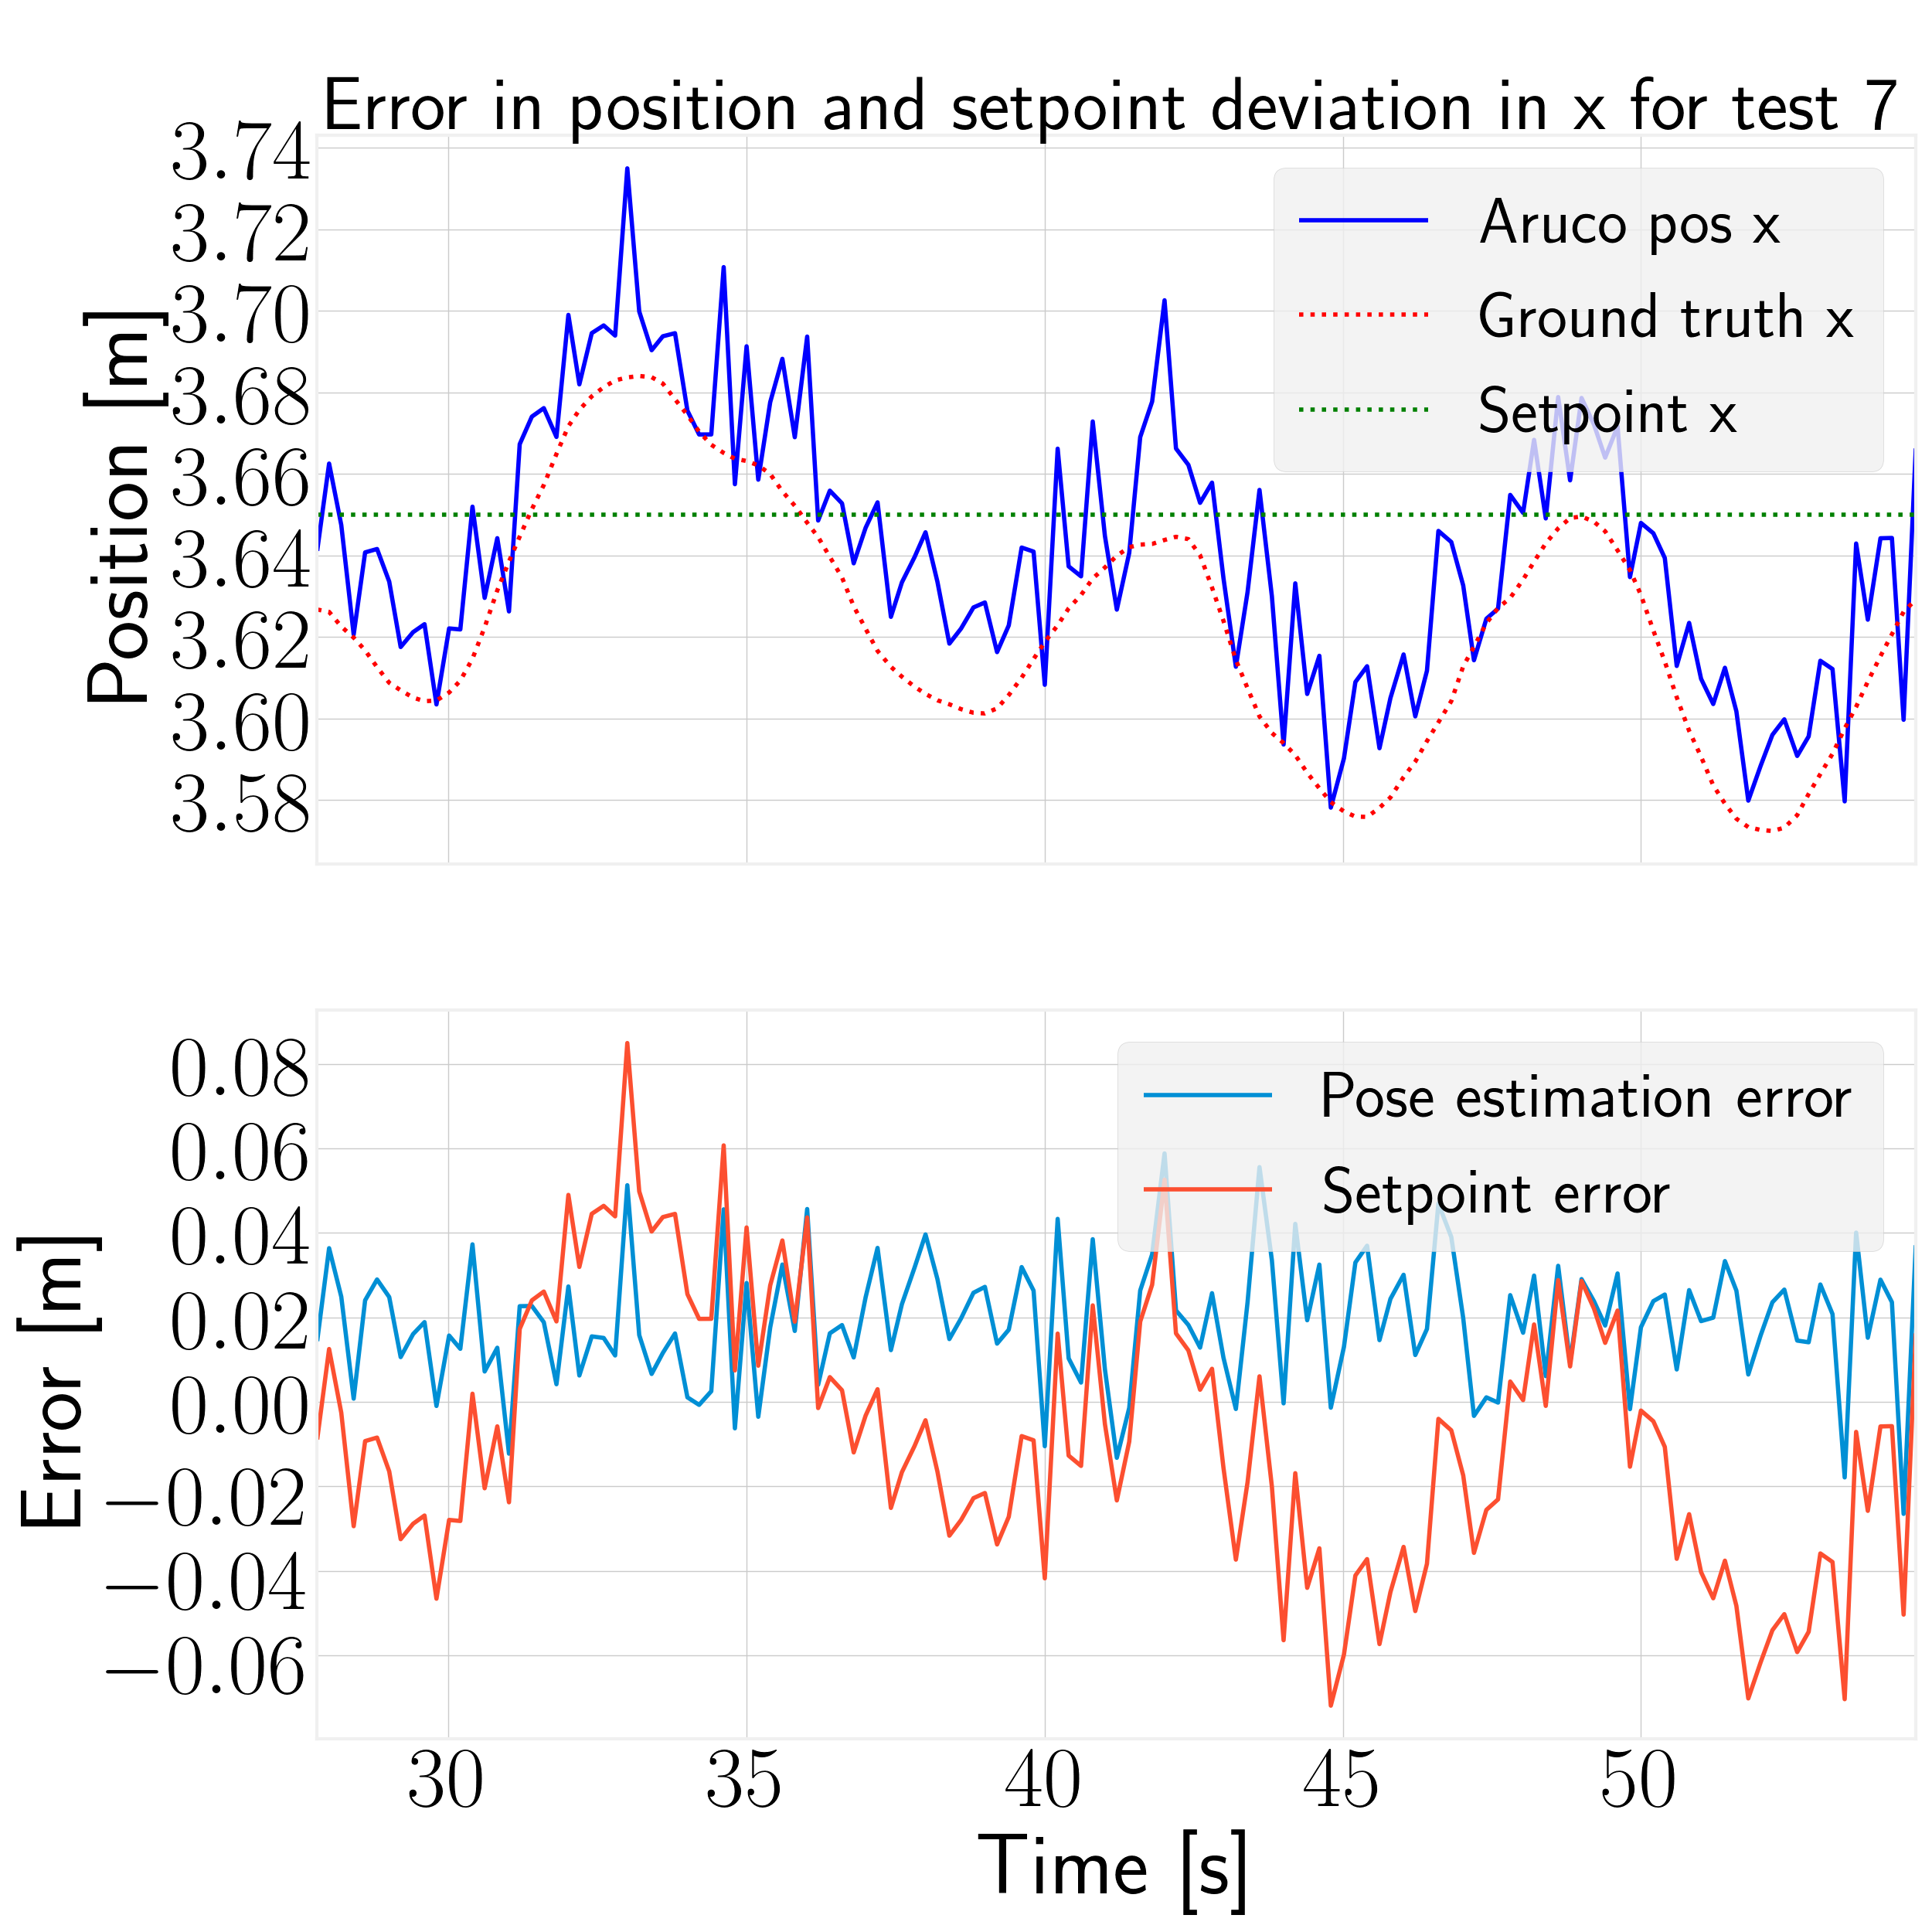 Error in position and setpoint deviation in x for test 7
3.74
3.72
3.70
3.68
3.66
3.64
3.62
3.60
3.58
Position [m]
Aruco pos x
Ground truth x
Setpoint x
0.08
0.06
0.04
0.02
0.00
−0.02
−0.04
−0.06
Error [m]
Pose estimation error
Setpoint error
30 35 40 45 50
Time [s]